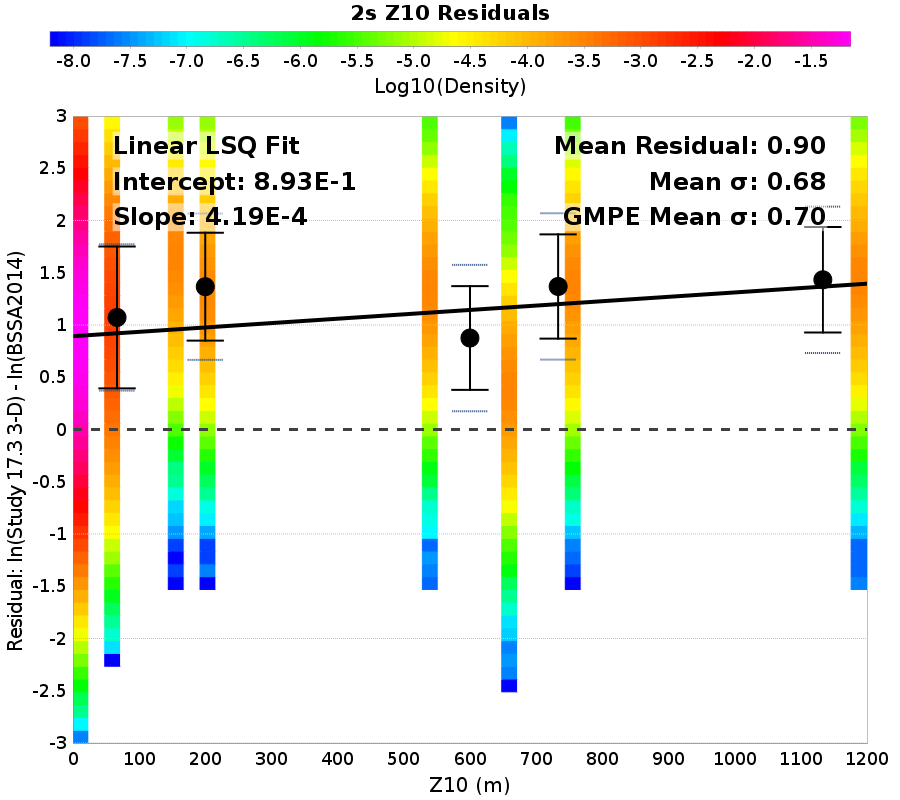 2s Z10 Residuals
-8.0 -7.5 -7.0 -6.5 -6.0 -5.5 -5.0 -4.5 -4.0 -3.5 -3.0 -2.5 -2.0 -1.5
Log10(Density)
Linear LSQ Fit
Intercept: 8.93E-1
Slope: 4.19E-4
Mean Residual: 0.90
Mean σ: 0.68
GMPE Mean σ: 0.70
Residual: ln(Study 17.3 3-D) - ln(BSSA2014)
3
2.5
2
1.5
1
0.5
0
-0.5
-1
-1.5
-2
-2.5
-3
0 100 200 300 400 500 600 700 800 900 1000 1100 1200
Z10 (m)